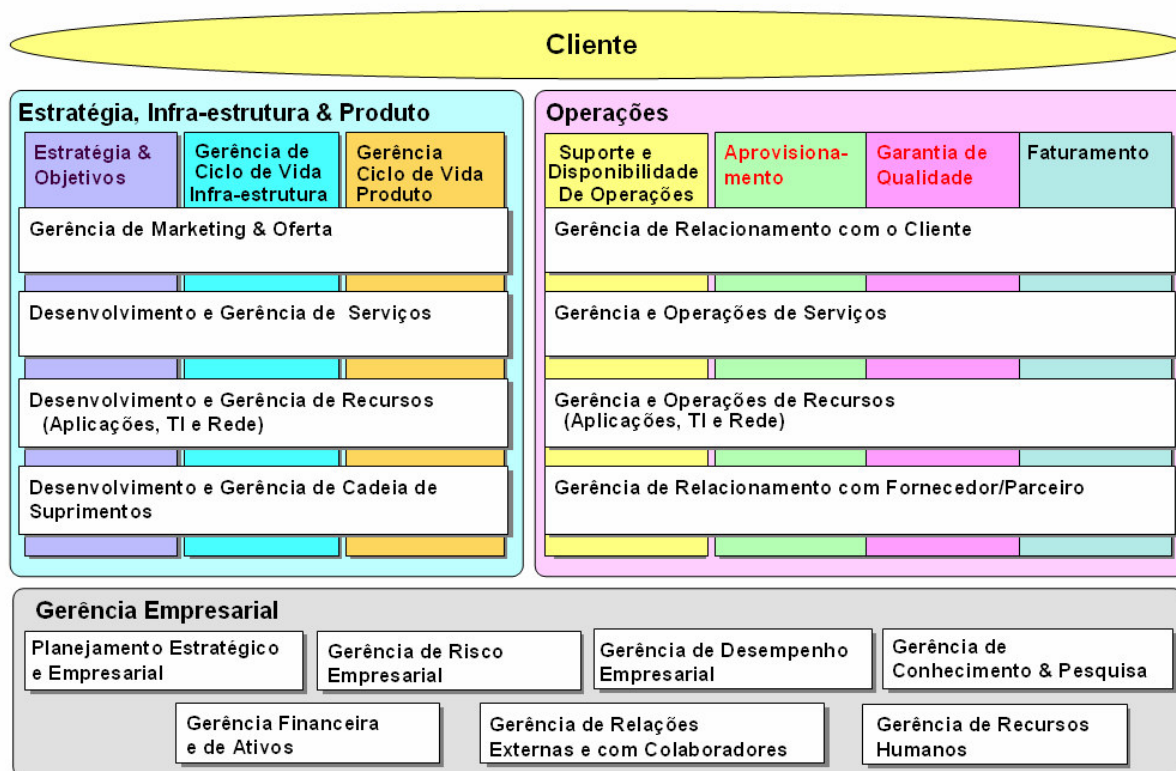 Cliente
Estratégia, Infra-estrutura & Produto
Estratégia &
Objetivos
Gerência de
Ciclo de Vida
Infra-estrutura
Gerência
Ciclo de Vida
Produto
Gerência de Marketing & Oferta
Desenvolvimento e Gerência de Serviços
Desenvolvimento e Gerência de Recursos
(Aplicações, TI e Rede)
Desenvolvimento e Gerência de Cadeia de
Suprimentos
Operações
Suporte e
Disponibilidade
De Operações
Aprovisiona-
mento
Garantia de
Qualidade
Faturamento
Gerência de Relacionamento com o Cliente
Gerência e Operações de Serviços
Gerência e Operações de Recursos
(Aplicações, TI e Rede)
Gerência de Relacionamento com Fornecedor/Parceiro
Gerência Empresarial
Planejamento Estratégico
e Empresarial
Gerência de Risco
Empresarial
Gerência de Desempenho
Empresarial
Gerência de
Conhecimento & Pesquisa
Gerência Financeira
e de Ativos
Gerência de Relações
Externas e com Colaboradores
Gerência de Recursos
Humanos